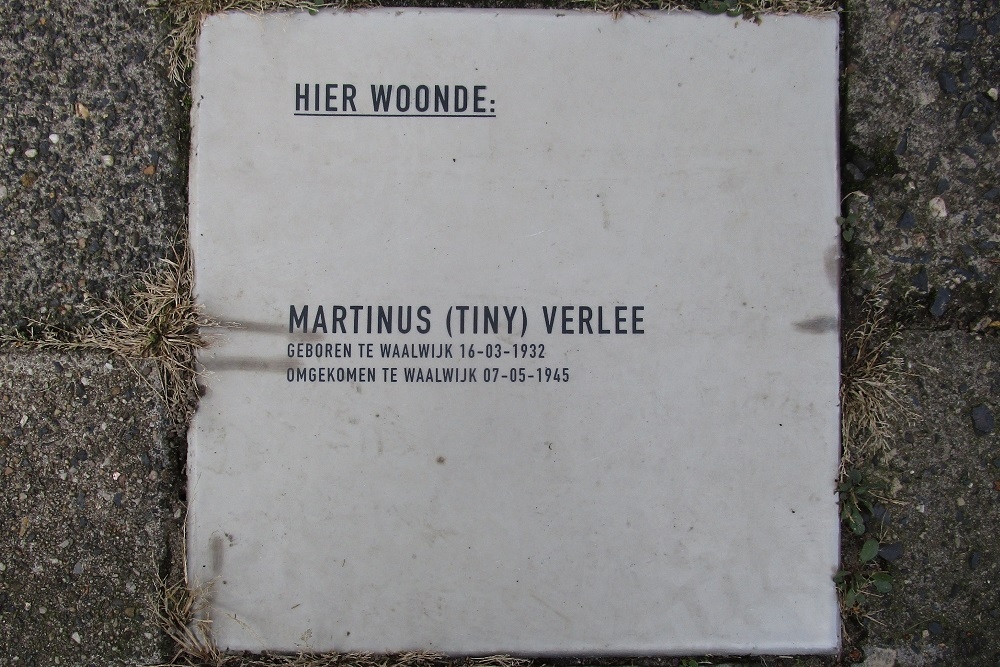 HIER WOONDE:
MARTINUS (TINY) VERLEE
GEBOREN TE WAALWIJK 16-03-1932
OMGEKOMEN TE WAALWIJK 07-05-1945